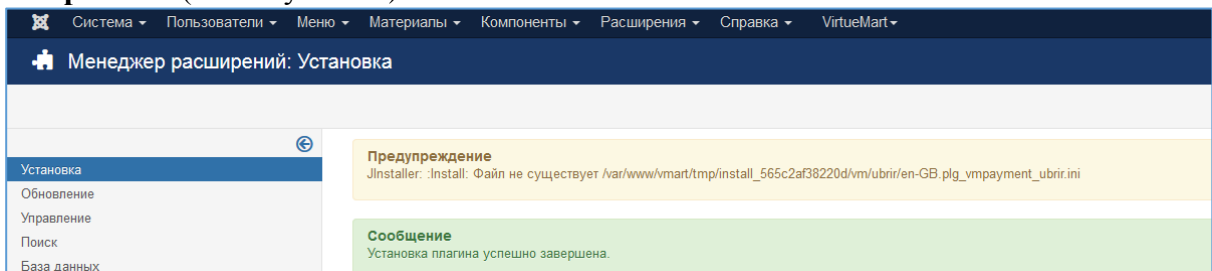 Система Пользователи Меню Материалы Компоненты Расширения Справка VirtueMart
Менеджер расширений: Установка
Установка
Обновление
Управление
Поиск
База данных
Предупреждение
JInstaller: :Install: Файл не существует /var/www/vmart/tmp/install_565c2af38220d/vm/ubrir/en-GB.plg_vmpayment_ubrir.ini
Сообщение
Установка плагина успешно завершена.